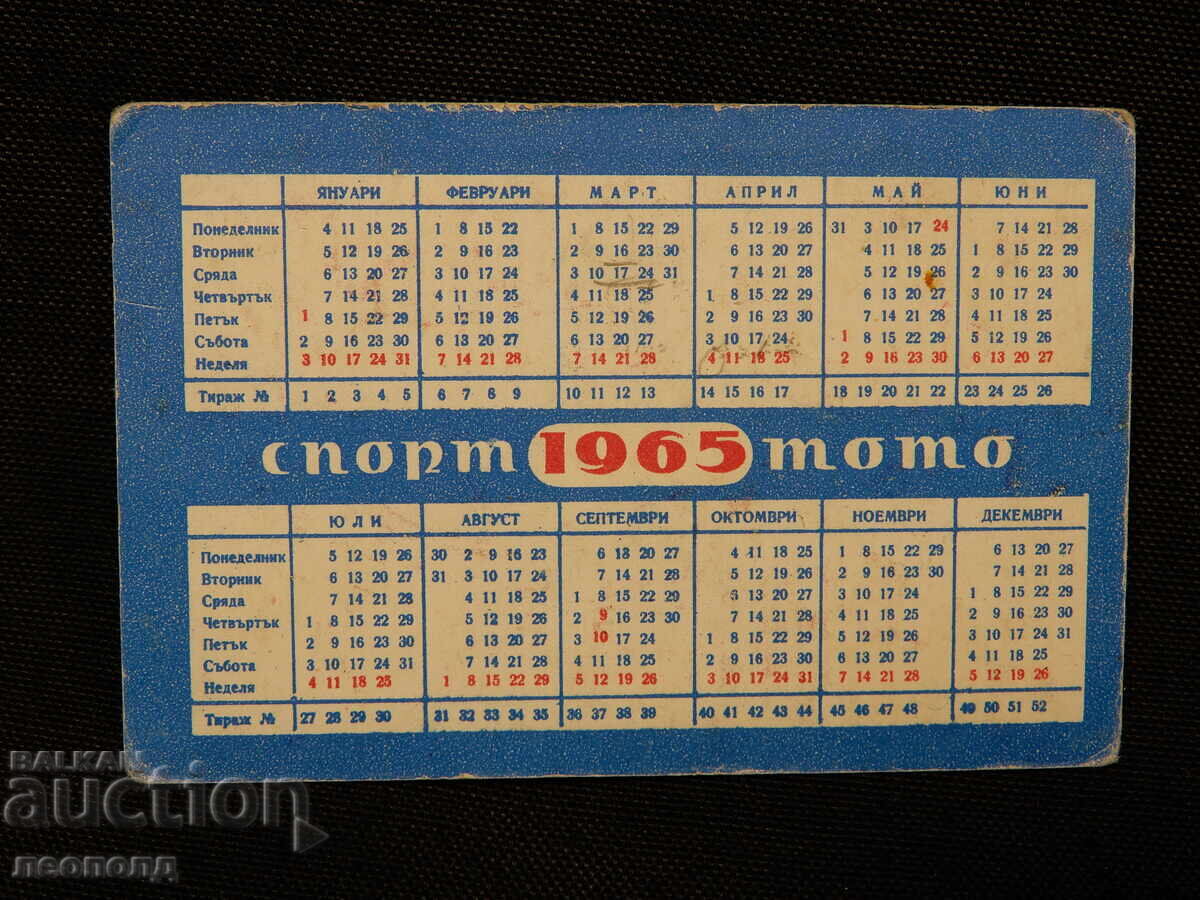 ЯНУАРИ ФЕВРУАРИ МАРТ АПРИЛ МАЙ ЮНИ
Понеделник 4 11 18 25 1 8 15 22 1 8 15 22 29 5 12 19 26 31 3 10 17 24 7 14 21 28
Вторник 5 12 19 26 2 9 16 23 2 9 16 23 30 6 13 20 27 4 11 18 25 1 8 15 22 29
Сряда 6 13 20 27 3 10 17 24 3 10 17 24 31 7 14 21 28 5 12 19 26 2 9 16 23 30
Четвъртък 7 14 21 28 4 11 18 25 4 11 18 25 1 8 15 22 29 6 13 20 27 3 10 17 24
Петък 1 8 15 22 29 5 12 19 26 5 12 19 26 2 9 16 23 30 7 14 21 28 4 11 18 25
Събота 2 9 16 23 30 6 13 20 27 6 13 20 27 3 10 17 24 1 8 15 22 29 5 12 19 26
Неделя 3 10 17 24 31 7 14 21 28 7 14 21 28 4 11 18 25 2 9 16 23 30 6 13 20 27
Тираж № 1 2 3 4 5 6 7 8 9 10 11 12 13 14 15 16 17 18 19 20 21 22 23 24 25 26
спорт 1965 тото
ЮЛИ АВГУСТ СЕПТЕМВРИ ОКТОМВРИ НОЕМВРИ ДЕКЕМВРИ
Понеделник 5 12 19 26 30 2 9 16 23 6 13 20 27 4 11 18 25 1 8 15 22 29 6 13 20 27
Вторник 6 13 20 27 31 3 10 17 24 7 14 21 28 5 12 19 26 2 9 16 23 30 7 14 21 28
Сряда 7 14 21 28 4 11 18 25 1 8 15 22 29 6 13 20 27 3 10 17 24 1 8 15 22 29
Четвъртък 1 8 15 22 29 5 12 19 26 2 9 16 23 30 7 14 21 28 4 11 18 25 2 9 16 23 30
Петък 2 9 16 23 30 6 13 20 27 3 10 17 24 1 8 15 22 29 5 12 19 26 3 10 17 24 31
Събота 3 10 17 24 31 7 14 21 28 4 11 18 25 2 9 16 23 30 6 13 20 27 4 11 18 25
Неделя 4 11 18 25 1 8 15 22 29 5 12 19 26 3 10 17 24 31 7 14 21 28 5 12 19 26
Тираж № 27 28 29 30 31 32 33 34 35 36 37 38 39 40 41 42 43 44 45 46 47 48 49 50 51 52
BALKAN
auction
леополд